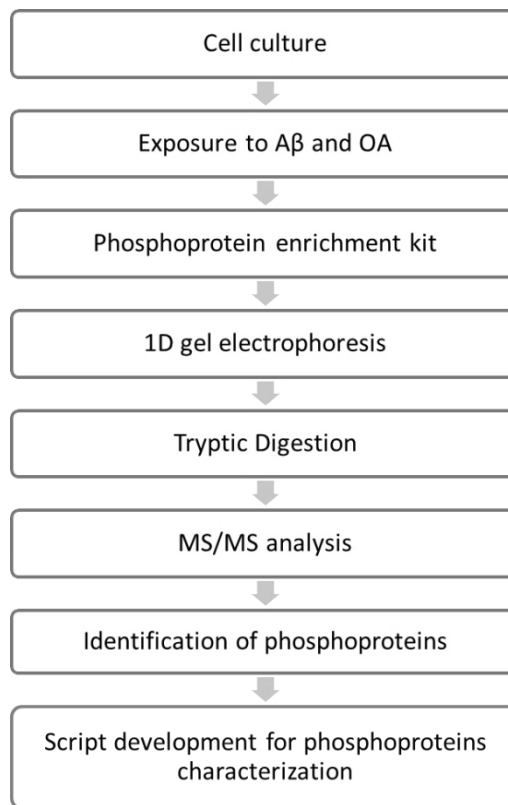 Cell culture
Exposure to Aβ and OA
Phosphoprotein enrichment kit
1D gel electrophoresis
Tryptic Digestion
MS/MS analysis
Identification of phosphoproteins
Script development for phosphoproteins
characterization